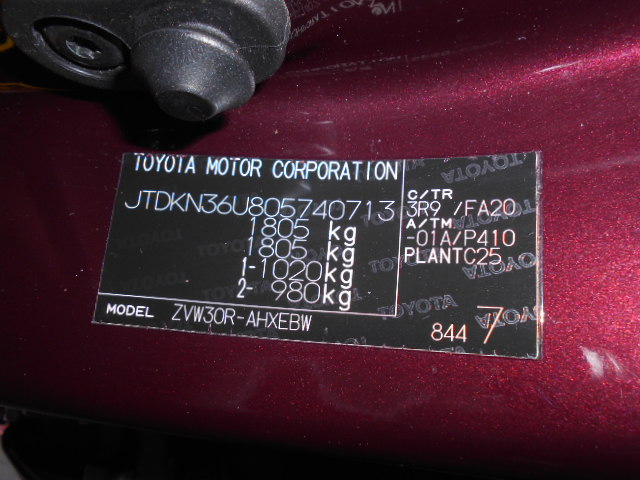 TOYOTA MOTOR CORPORATION
JTDKN36U805740713
1805 kg
1805 kg
1-1020kg
2- 980kg
C/TR
3R9 /FA20
A/TM
-01A/P410
PLANTC25
MODEL ZVW30R-AHXEBW
844 7